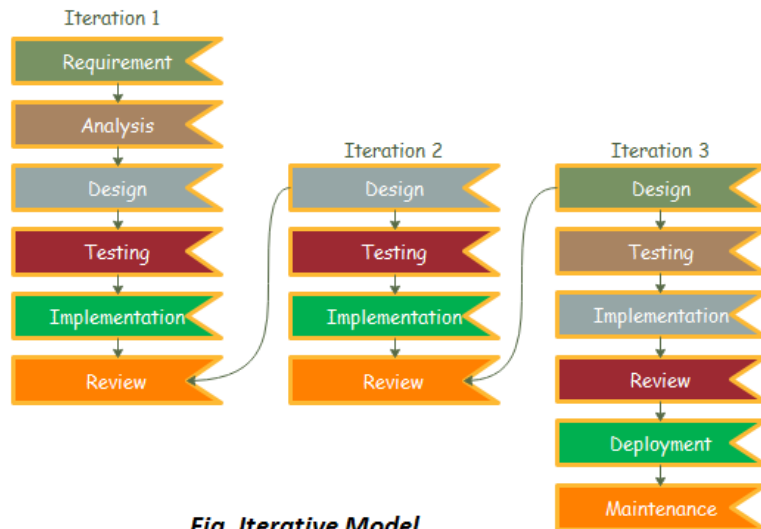 Iteration 1
Requirement
Analysis
Design
Testing
Implementation
Review
Iteration 2
Design
Testing
Implementation
Review
Iteration 3
Design
Testing
Implementation
Review
Deployment
Maintenance
Fig. Iterative Model